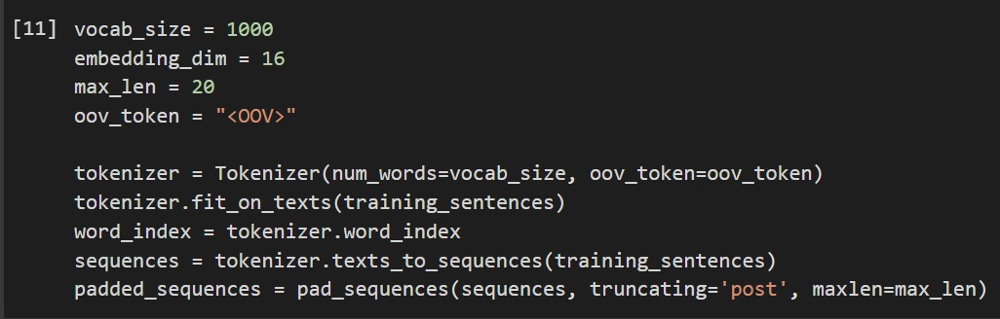 [11] vocab_size = 1000
embedding_dim = 16
max_len = 20
oov_token = "<OOV>"
tokenizer = Tokenizer(num_words=vocab_size, oov_token=oov_token)
tokenizer.fit_on_texts(training_sentences)
word_index = tokenizer.word_index
sequences = tokenizer.texts_to_sequences(training_sentences)
padded_sequences = pad_sequences(sequences, truncating='post', maxlen=max_len)